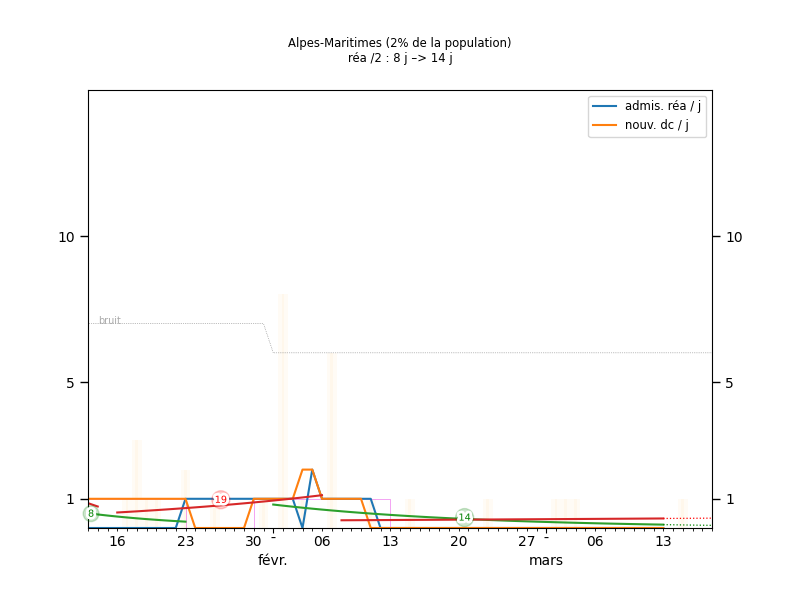 Alpes-Maritimes (2% de la population)
réa /2 : 8 j –> 14 j
admis. réa / j
nouv. dc / j
10
10
bruit
5
5
1
19
1
8
14
16
23
30
-
06
13
20
27
-
06
13
févr.
mars